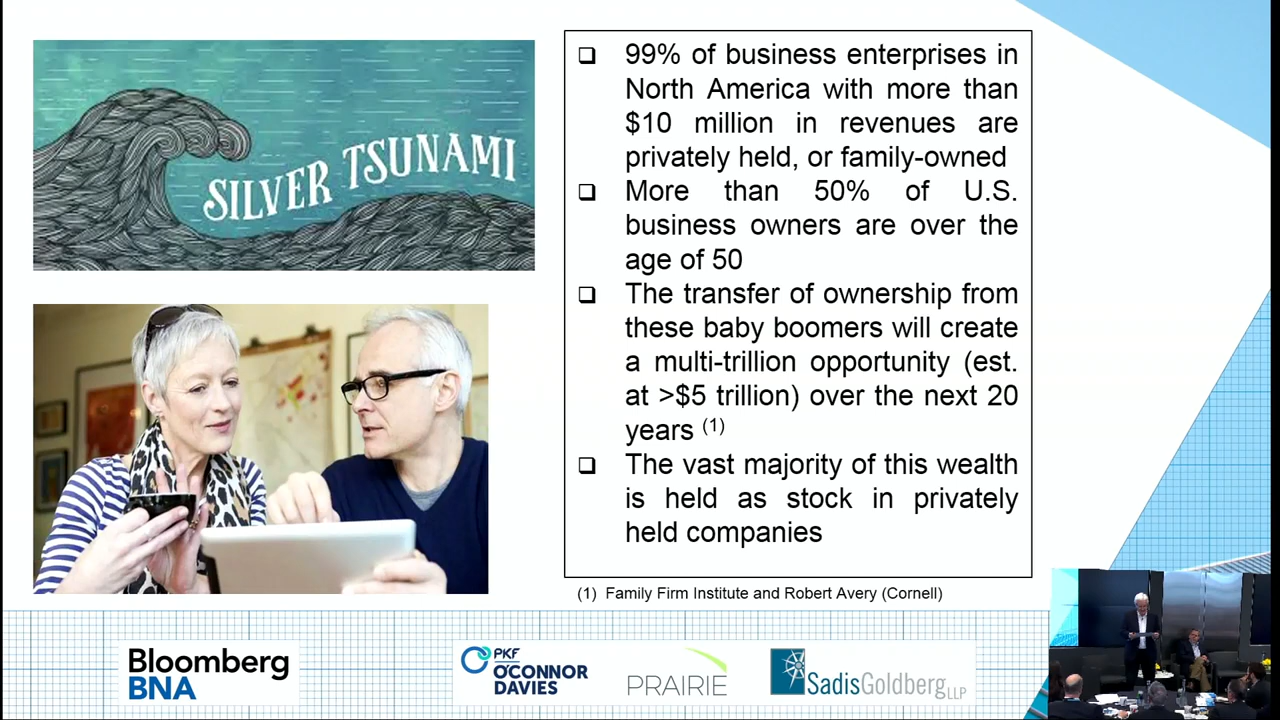 SILVER TSUNAMI
❑ 99% of business enterprises in
North America with more than
$10 million in revenues are
privately held, or family-owned
❑ More than 50% of U.S.
business owners are over the
age of 50
❑ The transfer of ownership from
these baby boomers will create
a multi-trillion opportunity (est.
at >$5 trillion) over the next 20
years (1)
❑ The vast majority of this wealth
is held as stock in privately
held companies
(1) Family Firm Institute and Robert Avery (Cornell)
Bloomberg
BNA
PKF
O'CONNOR
DAVIES
PRAIRIE
SadisGoldberg LLP